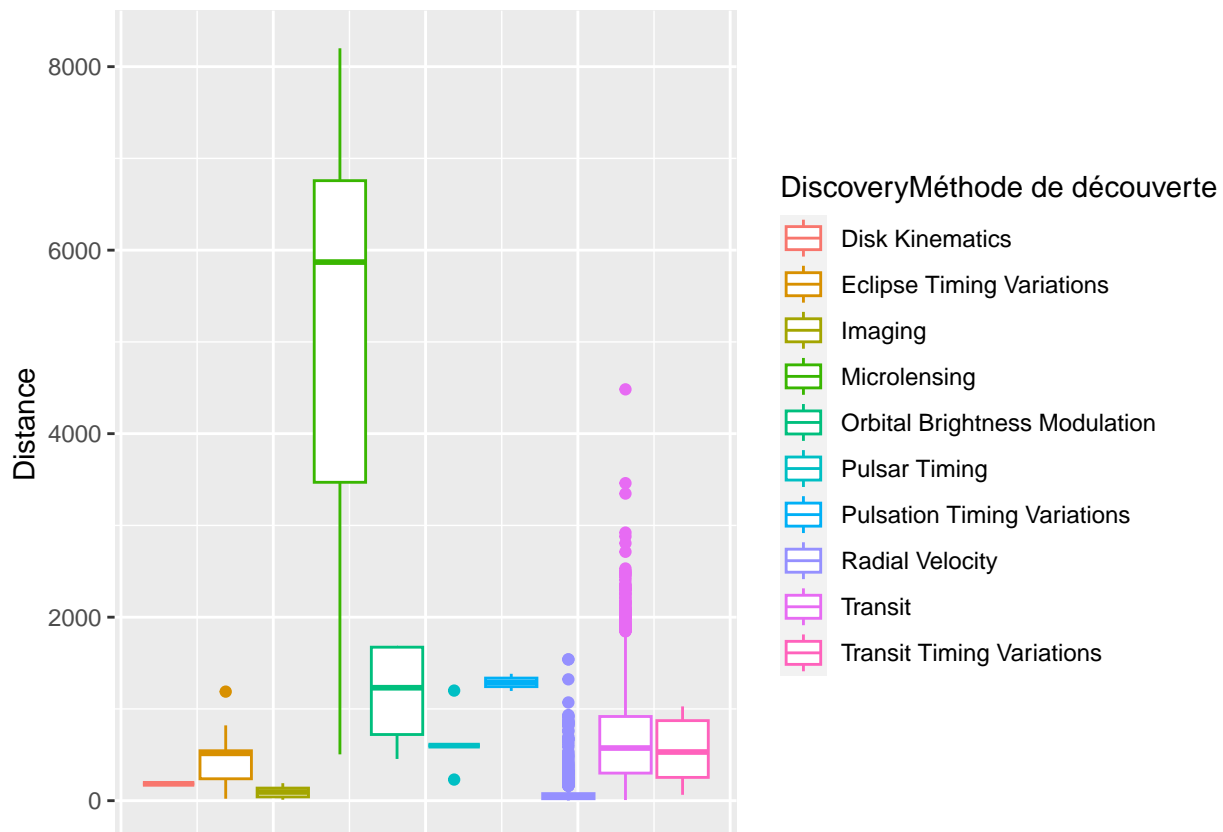 8000
6000
4000
2000
0
Distance
DiscoveryMéthode de découverte
Disk Kinematics
Eclipse Timing Variations
Imaging
Microlensing
Orbital Brightness Modulation
Pulsar Timing
Pulsation Timing Variations
Radial Velocity
Transit
Transit Timing Variations